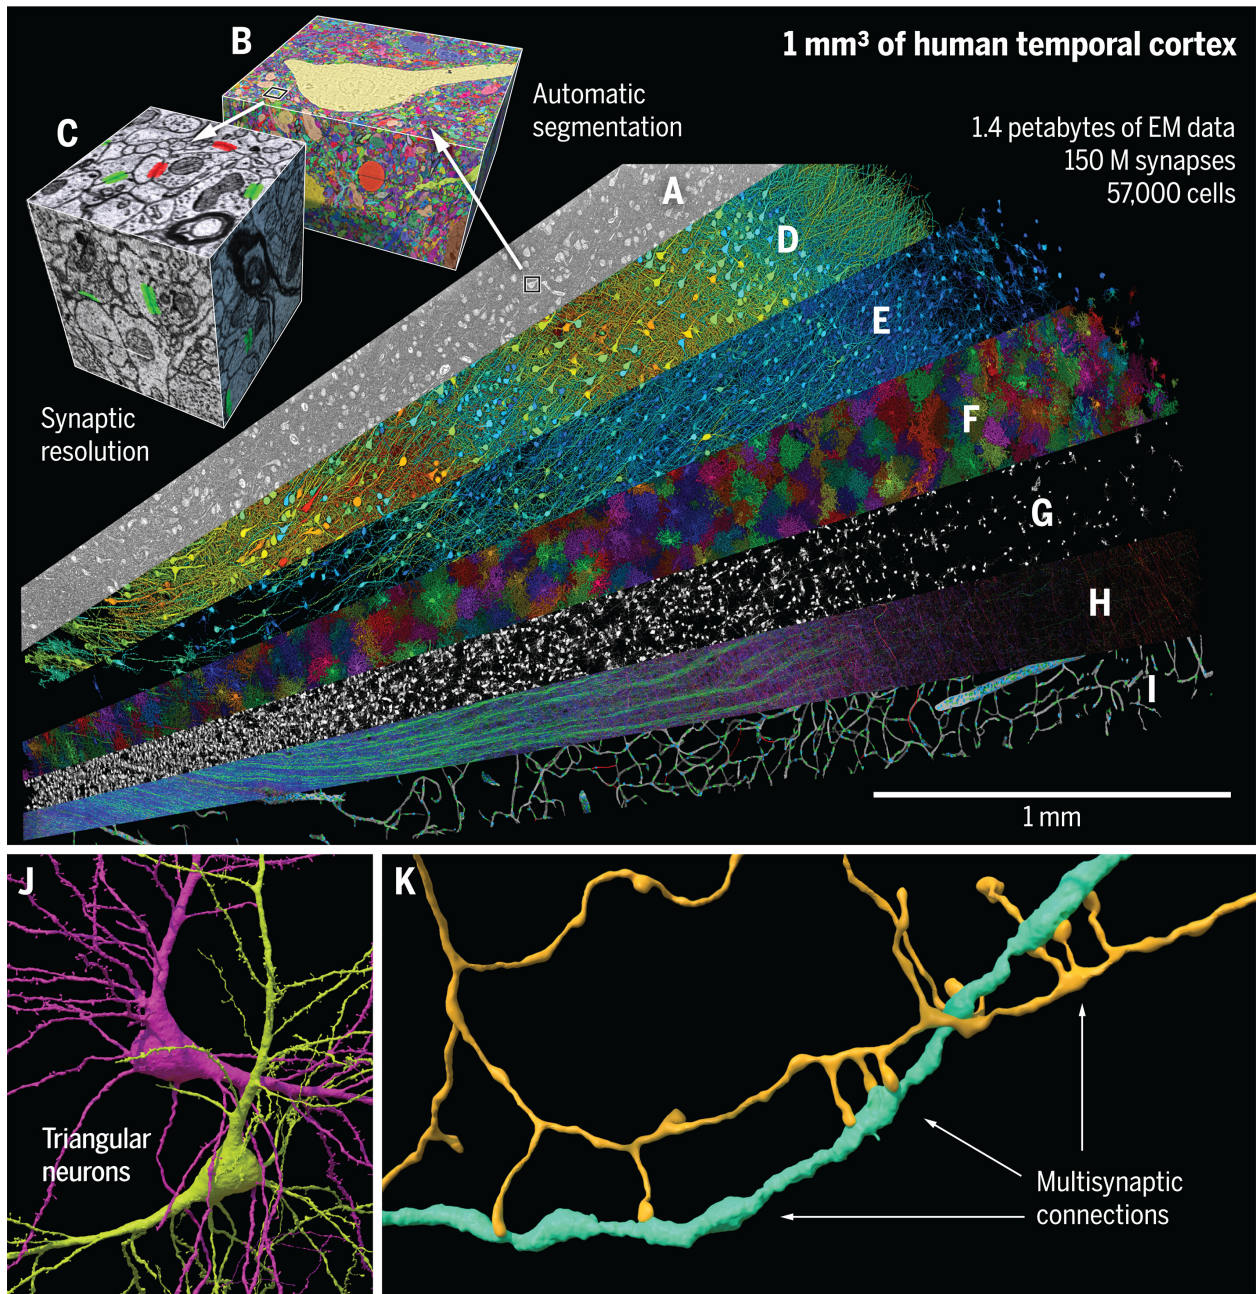 1 mm³ of human temporal cortex
1.4 petabytes of EM data
150 M synapses
57,000 cells
B
Automatic
segmentation
C
Synaptic
resolution
A
D
E
F
G
H
I
1 mm
J
Triangular
neurons
K
Multisynaptic
connections